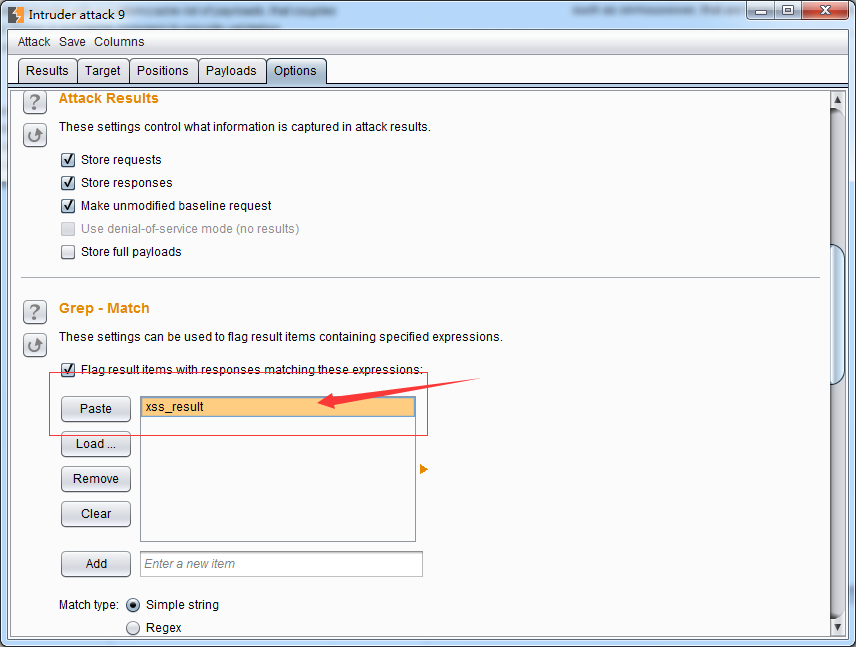 Intruder attack 9
Attack Save Columns
Results Target Positions Payloads Options
? Attack Results
These settings control what information is captured in attack results.
Store requests
Store responses
Make unmodified baseline request
Use denial-of-service mode (no results)
Store full payloads
? Grep - Match
These settings can be used to flag result items containing specified expressions.
Flag result items with responses matching these expressions:
Paste xss_result
Load ...
Remove
Clear
Add Enter a new item
Match type: Simple string
Regex